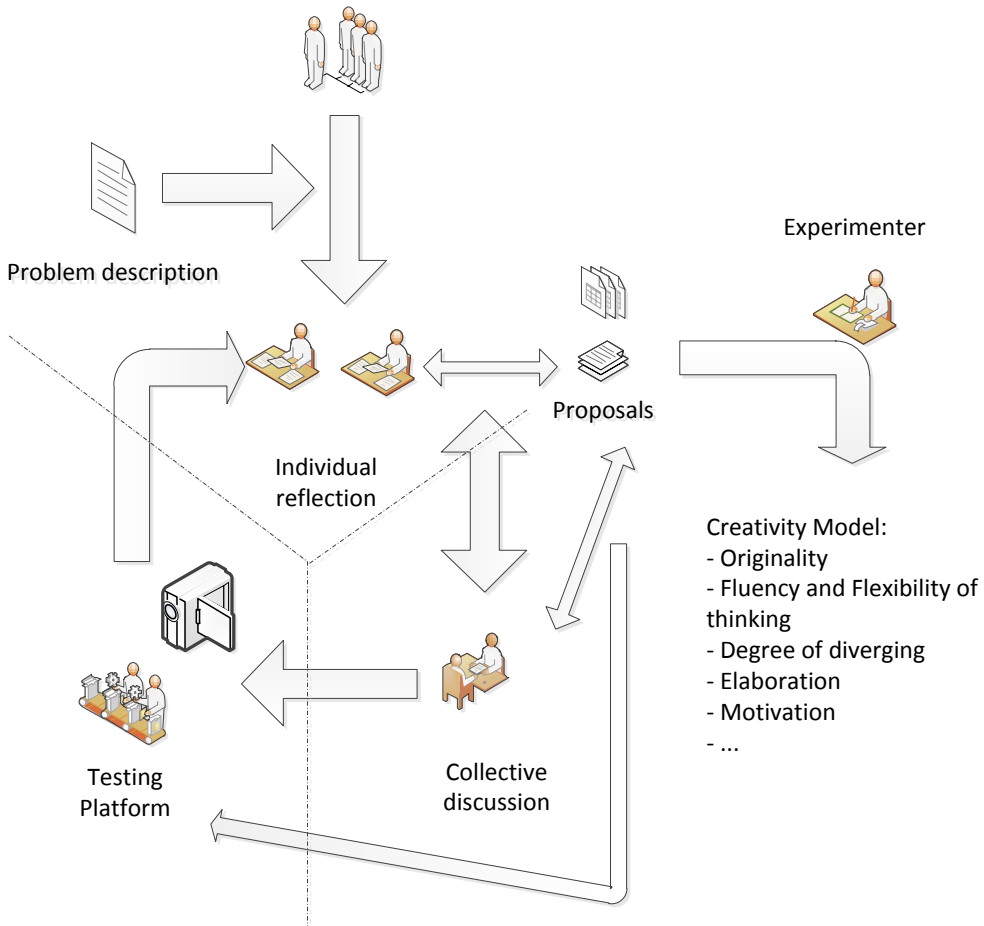 Experimenter
Problem description
Proposals
Individual
reflection
Creativity Model:
- Originality
- Fluency and Flexibility of
thinking
- Degree of diverging
- Elaboration
- Motivation
- ...
Testing
Platform
Collective
discussion